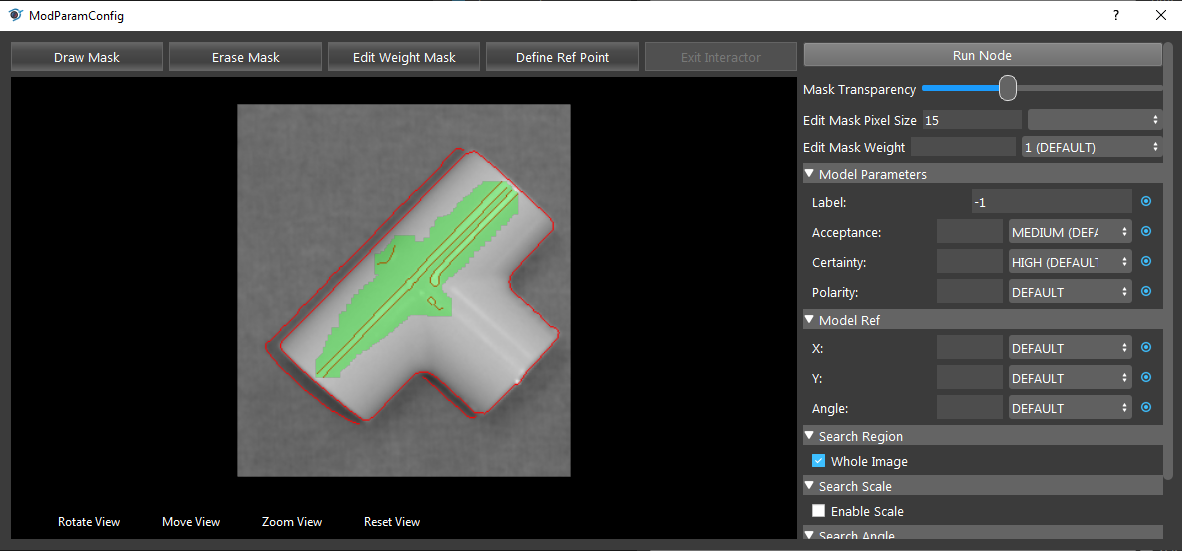 ModParamConfig
?
Draw Mask
Erase Mask
Edit Weight Mask
Define Ref Point
Exit Interactor
Run Node
Mask Transparency
Edit Mask Pixel Size 15
Edit Mask Weight 1 (DEFAULT)
Model Parameters
Label: -1
Acceptance: MEDIUM (DEFA
Certainty: HIGH (DEFAUL
Polarity: DEFAULT
Model Ref
X: DEFAULT
Y: DEFAULT
Angle: DEFAULT
Search Region
Whole Image
Search Scale
Enable Scale
Search Angle
Rotate View
Move View
Zoom View
Reset View